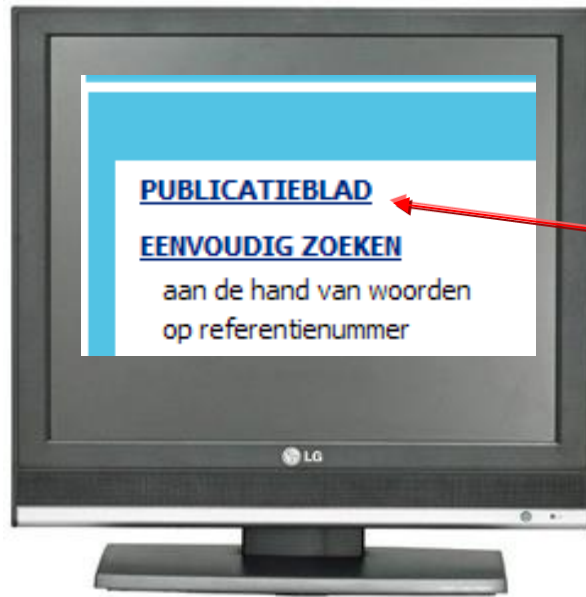 PUBLICATIEBLAD
EENVOUDIG ZOEKEN
aan de hand van woorden
op referentienummer
LG